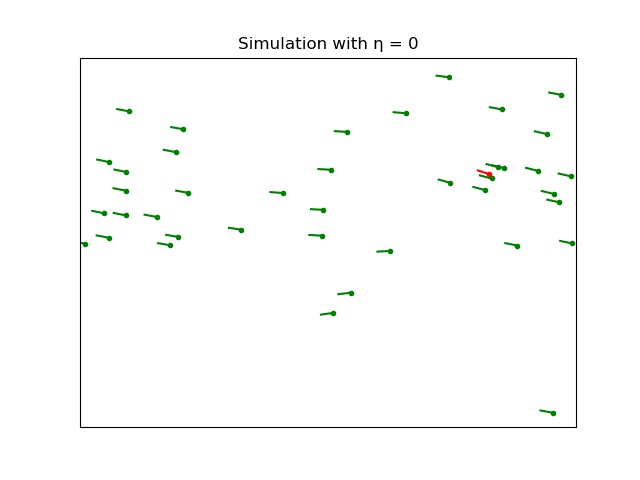 Simulation with η = 0